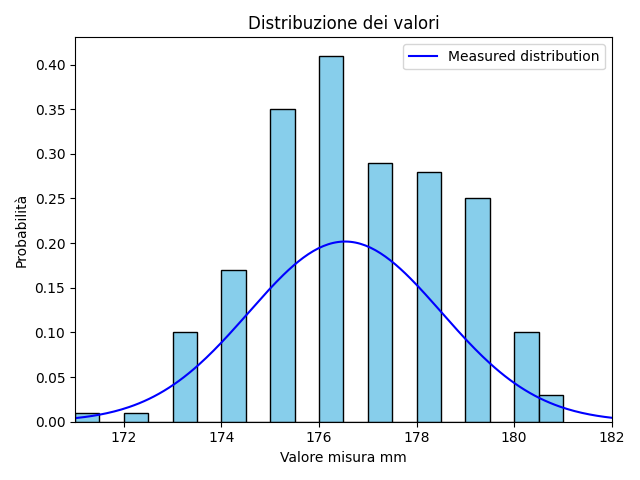 Distribuzione dei valori
Measured distribution
Probabilità
0.40
0.35
0.30
0.25
0.20
0.15
0.10
0.05
0.00
172 174 176 178 180 182
Valore misura mm